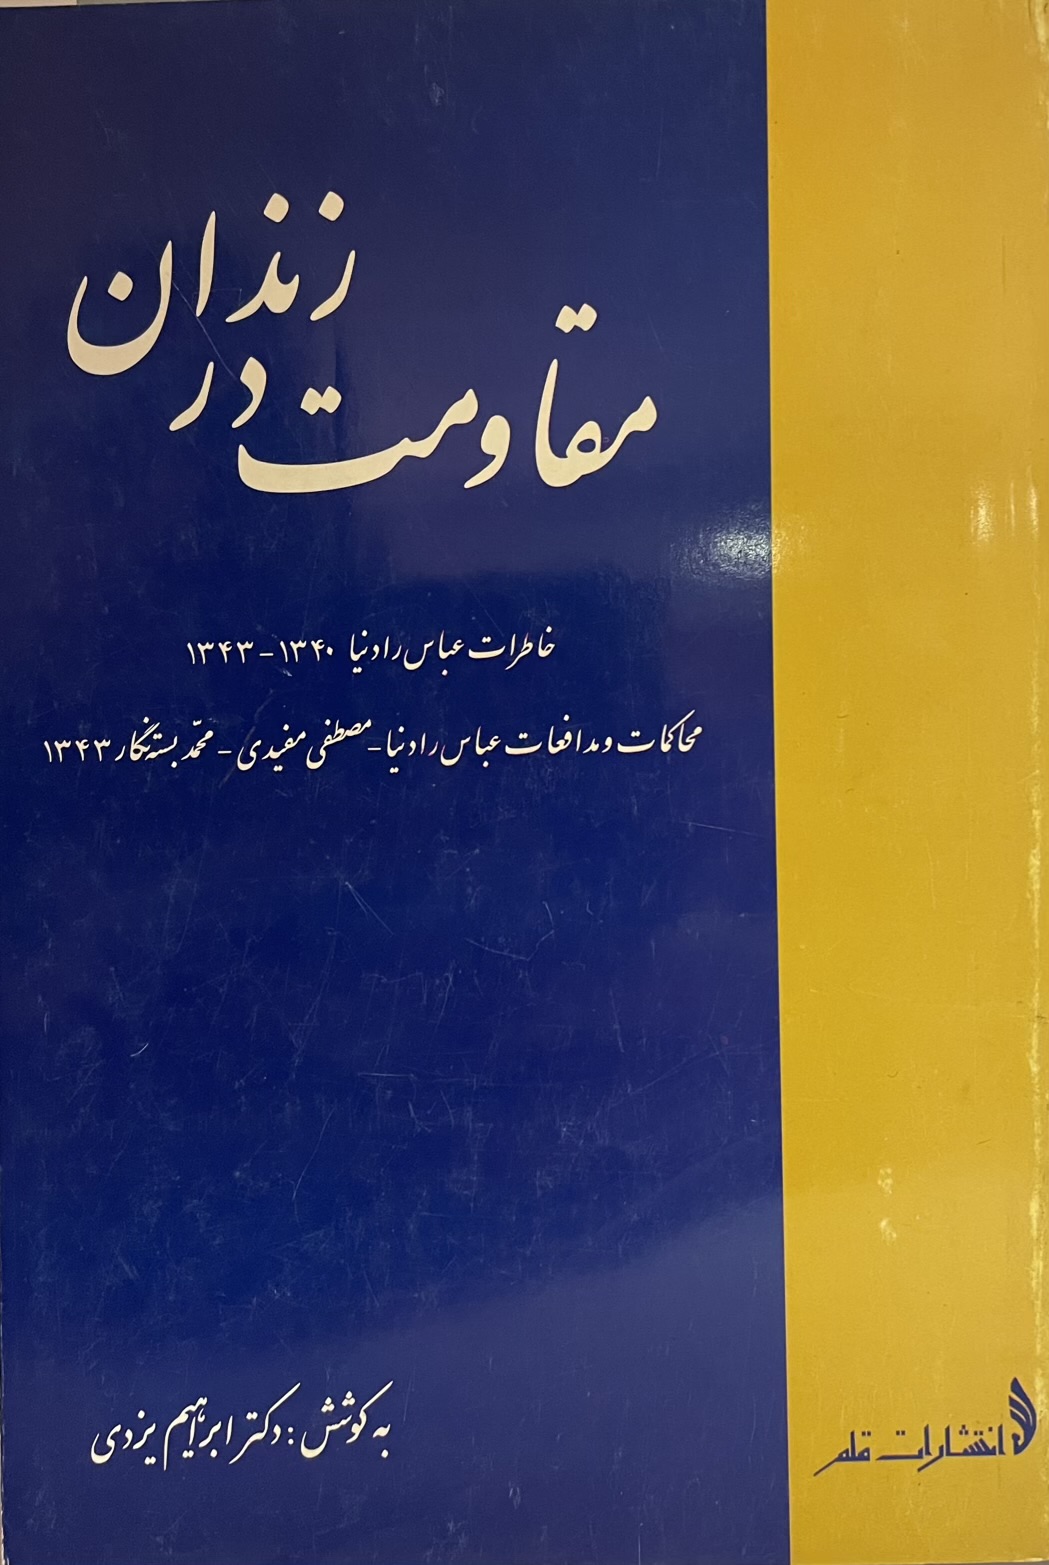 مقاومت در زندان
خاطرات عباس رادنیا ۱۳۴۰-۱۳۴۳
محاکمات و مدافعات عباس رادنیا - مصطفی مفیدی - محمّد بسته‌نگار ۱۳۴۳
به کوشش: دکتر ابراهیم یزدی
انتشارات قلم